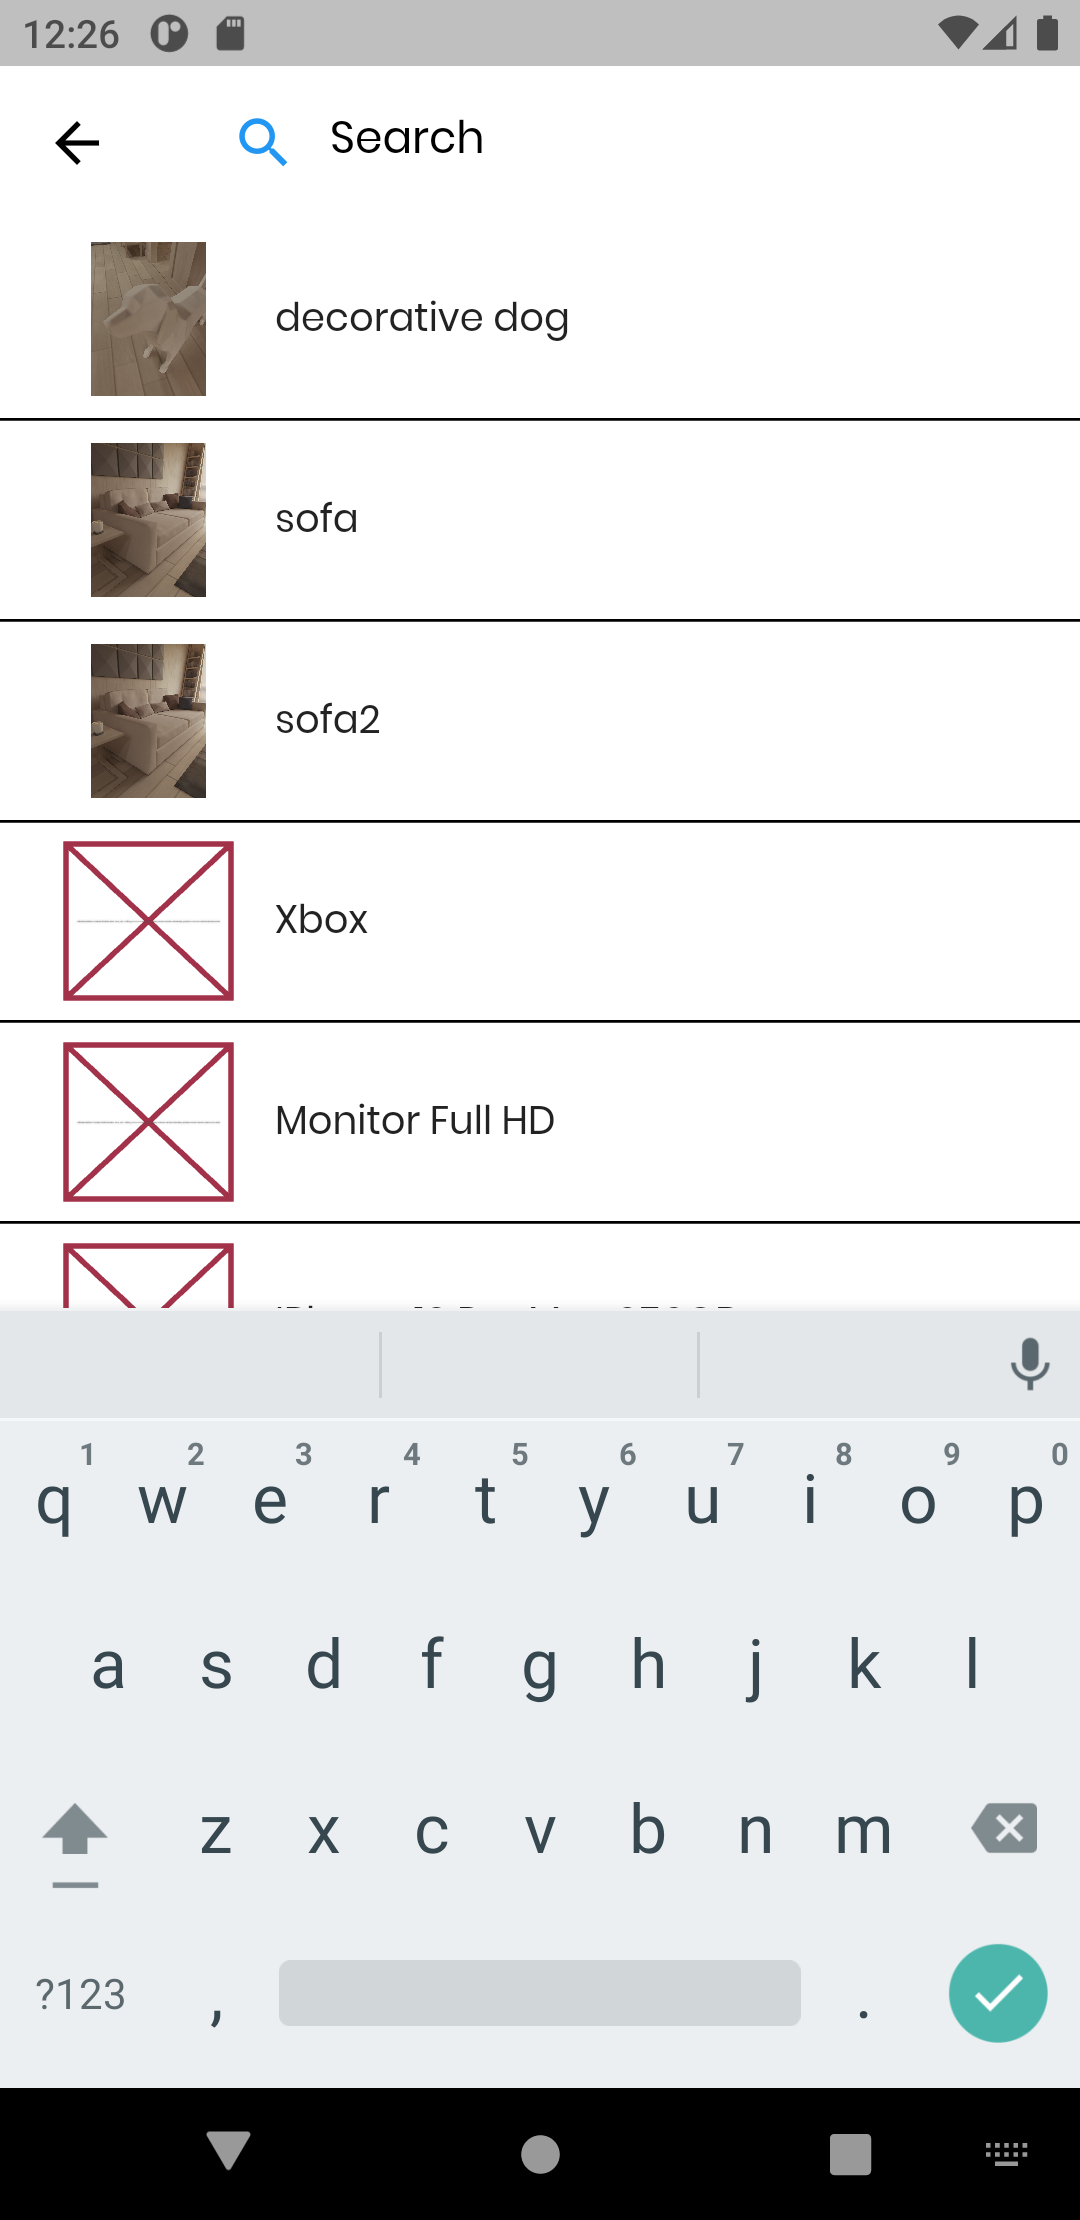 12:26
Search
decorative dog
sofa
sofa2
Xbox
Monitor Full HD
1 2 3 4 5 6 7 8 9 0
q w e r t y u i o p
a s d f g h j k l
z x c v b n m
?123 , .